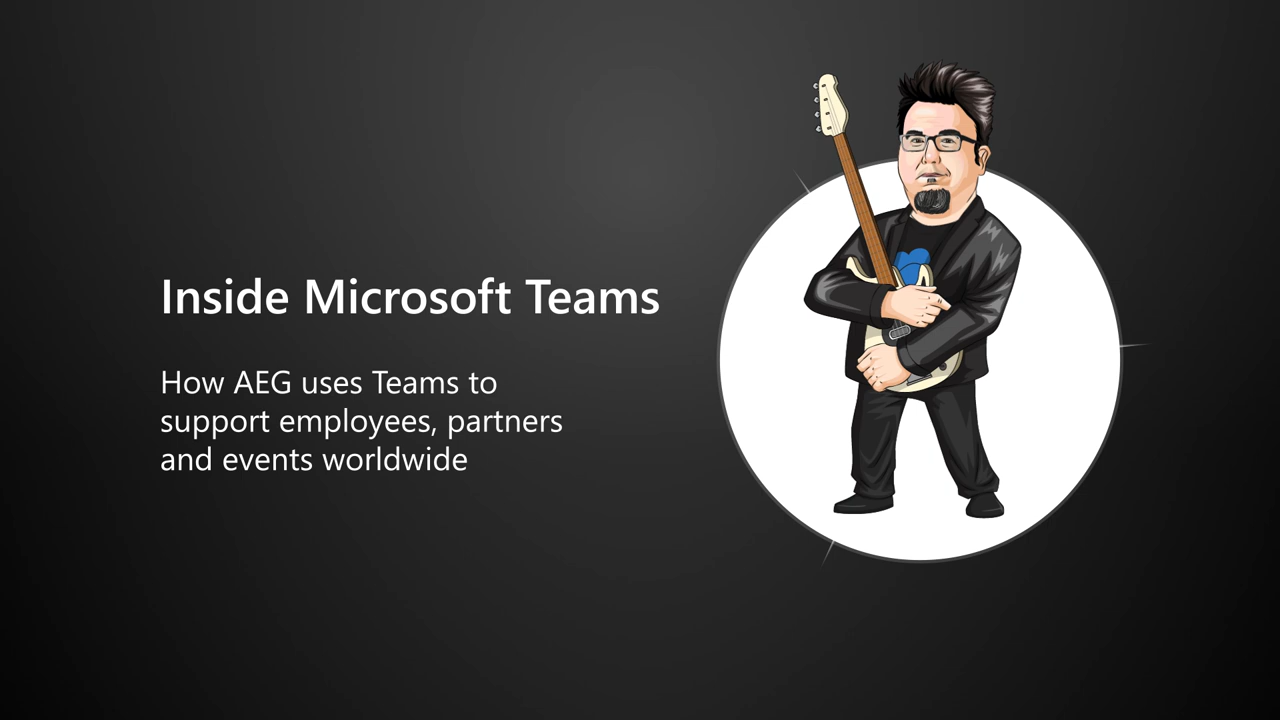 Inside Microsoft Teams
How AEG uses Teams to
support employees, partners
and events worldwide